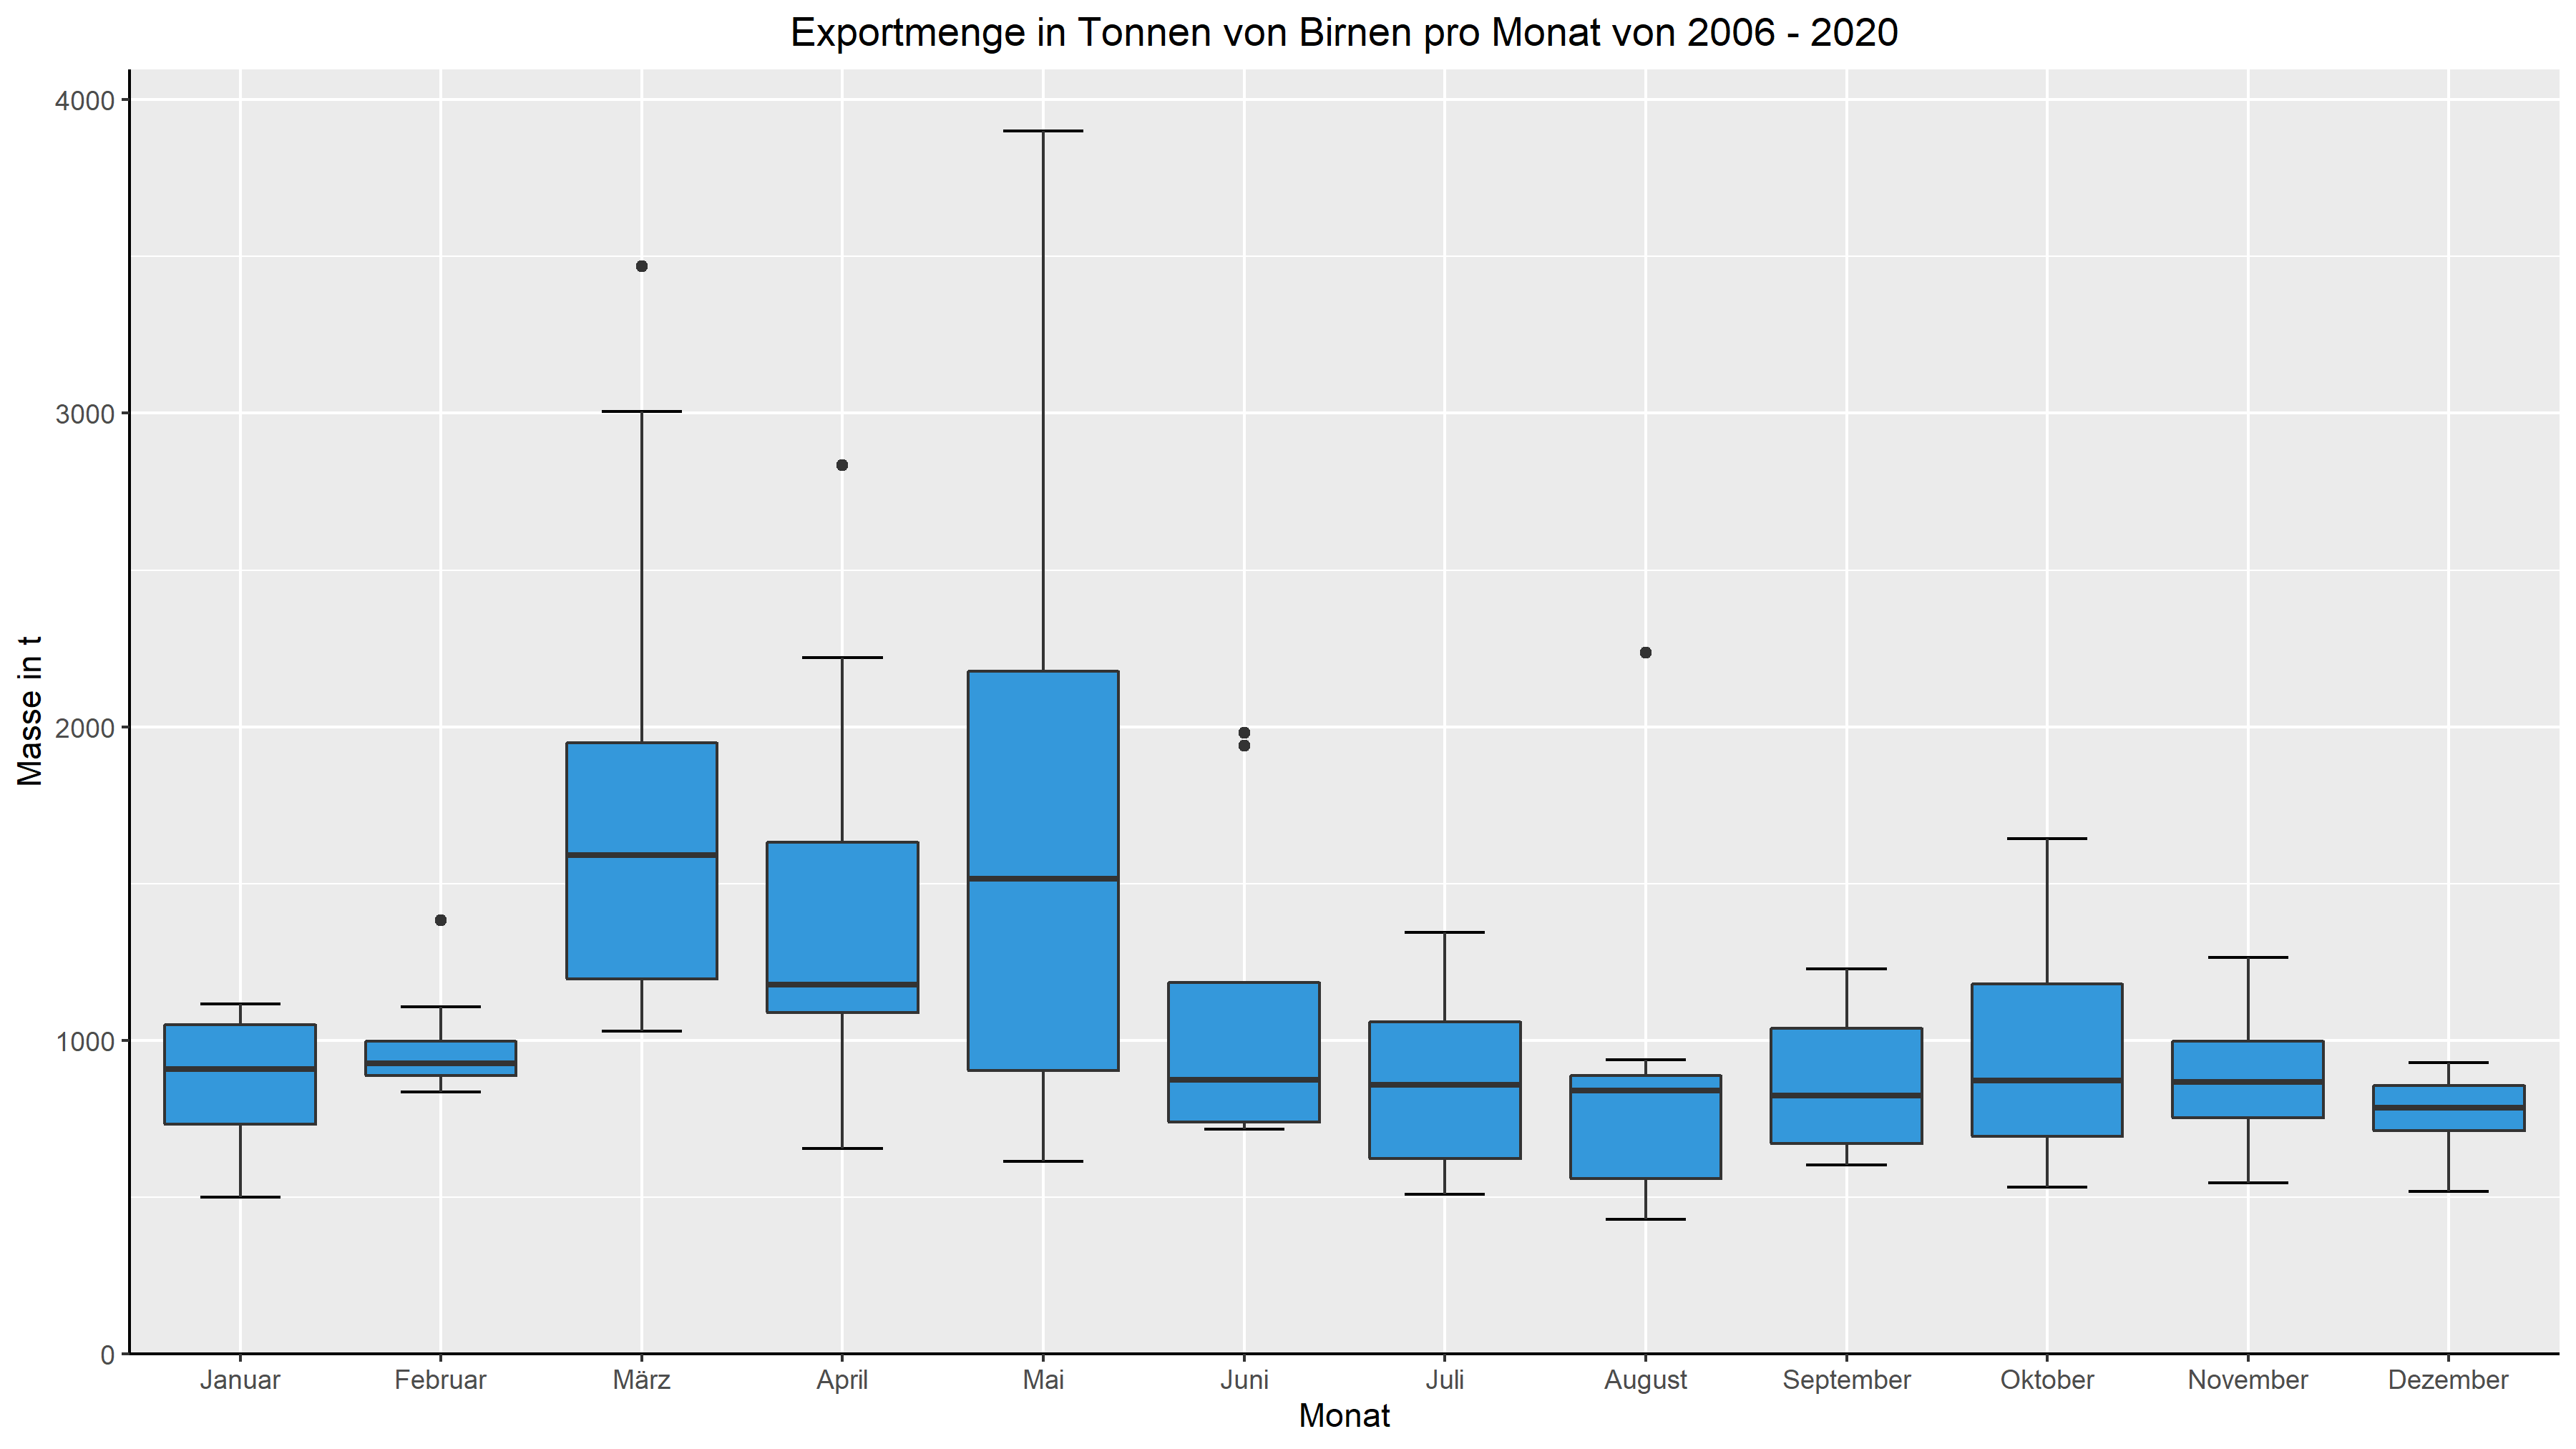 Exportmenge in Tonnen von Birnen pro Monat von 2006 - 2020
Masse in t
4000
3000
2000
1000
0
Januar Februar März April Mai Juni Juli August September Oktober November Dezember
Monat